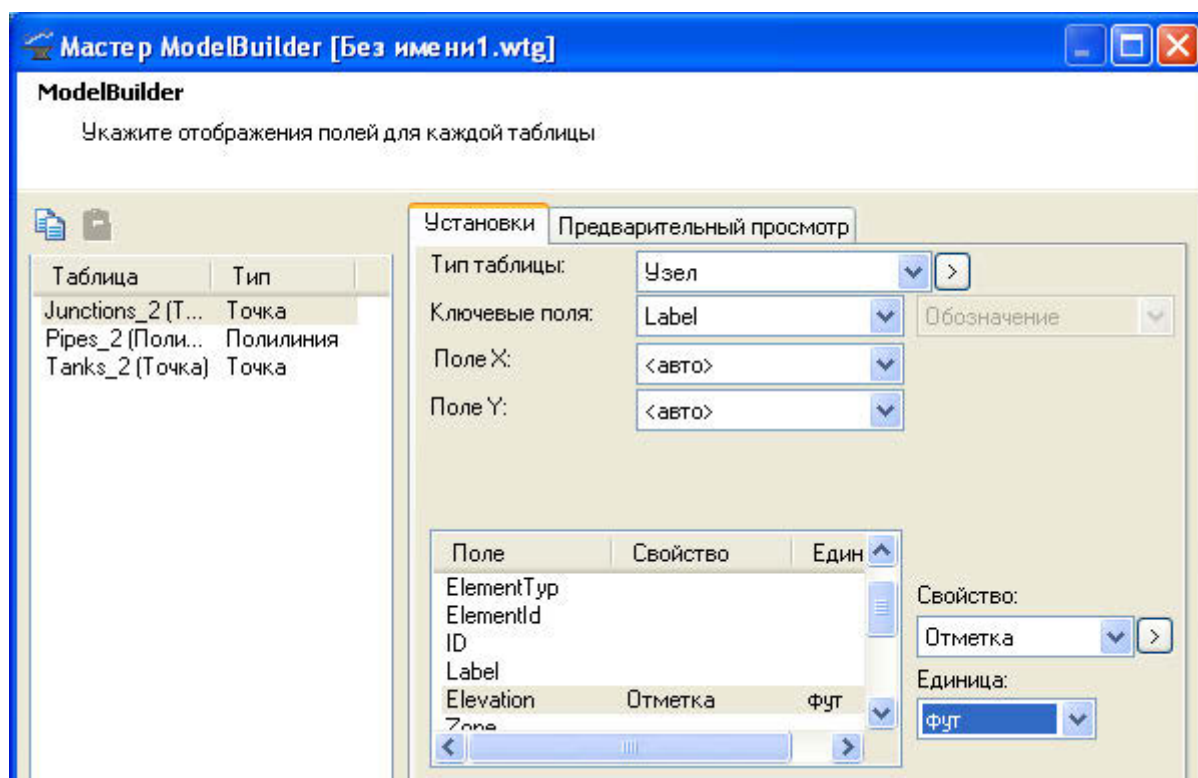 Мастер ModelBuilder [Без имени1.wtg]
ModelBuilder
Укажите отображения полей для каждой таблицы
Установки Предварительный просмотр
Таблица Тип
Junctions_2 (Т... Точка
Pipes_2 (Поли... Полилиния
Tanks_2 (Точка) Точка
Тип таблицы: Узел >
Ключевые поля: Label Обозначение
Поле X: <авто>
Поле Y: <авто>
Поле Свойство Един
ElementTyp
ElementId
ID
Label
Elevation Отметка фут
Zone
Свойство:
Отметка >
Единица:
фут